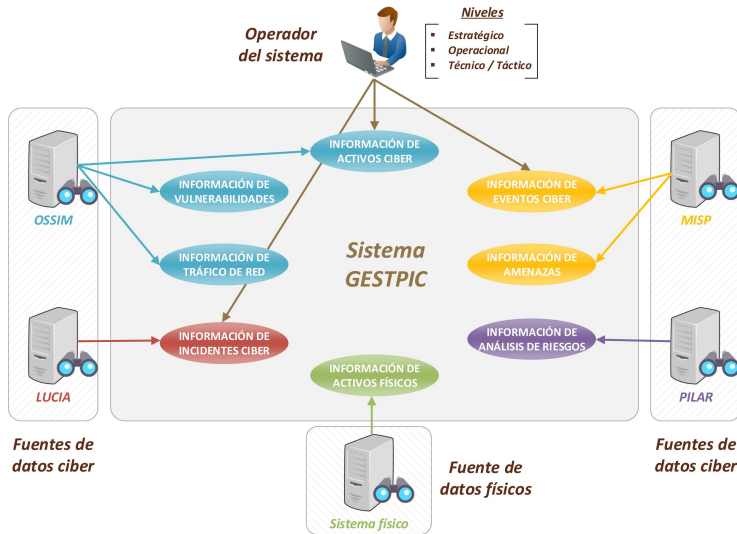 Operador
del sistema
Niveles
▪ Estratégico
▪ Operacional
▪ Técnico / Táctico
INFORMACIÓN DE
ACTIVOS CIBER
INFORMACIÓN DE
VULNERABILIDADES
INFORMACIÓN DE
EVENTOS CIBER
OSSIM
MISP
Sistema
GESTPIC
INFORMACIÓN DE
TRÁFICO DE RED
INFORMACIÓN DE
AMENAZAS
INFORMACIÓN DE
INCIDENTES CIBER
INFORMACIÓN DE
ANÁLISIS DE RIESGOS
INFORMACIÓN DE
ACTIVOS FÍSICOS
LUCIA
PILAR
Fuentes de
datos ciber
Fuente de
datos físicos
Fuentes de
datos ciber
Sistema físico